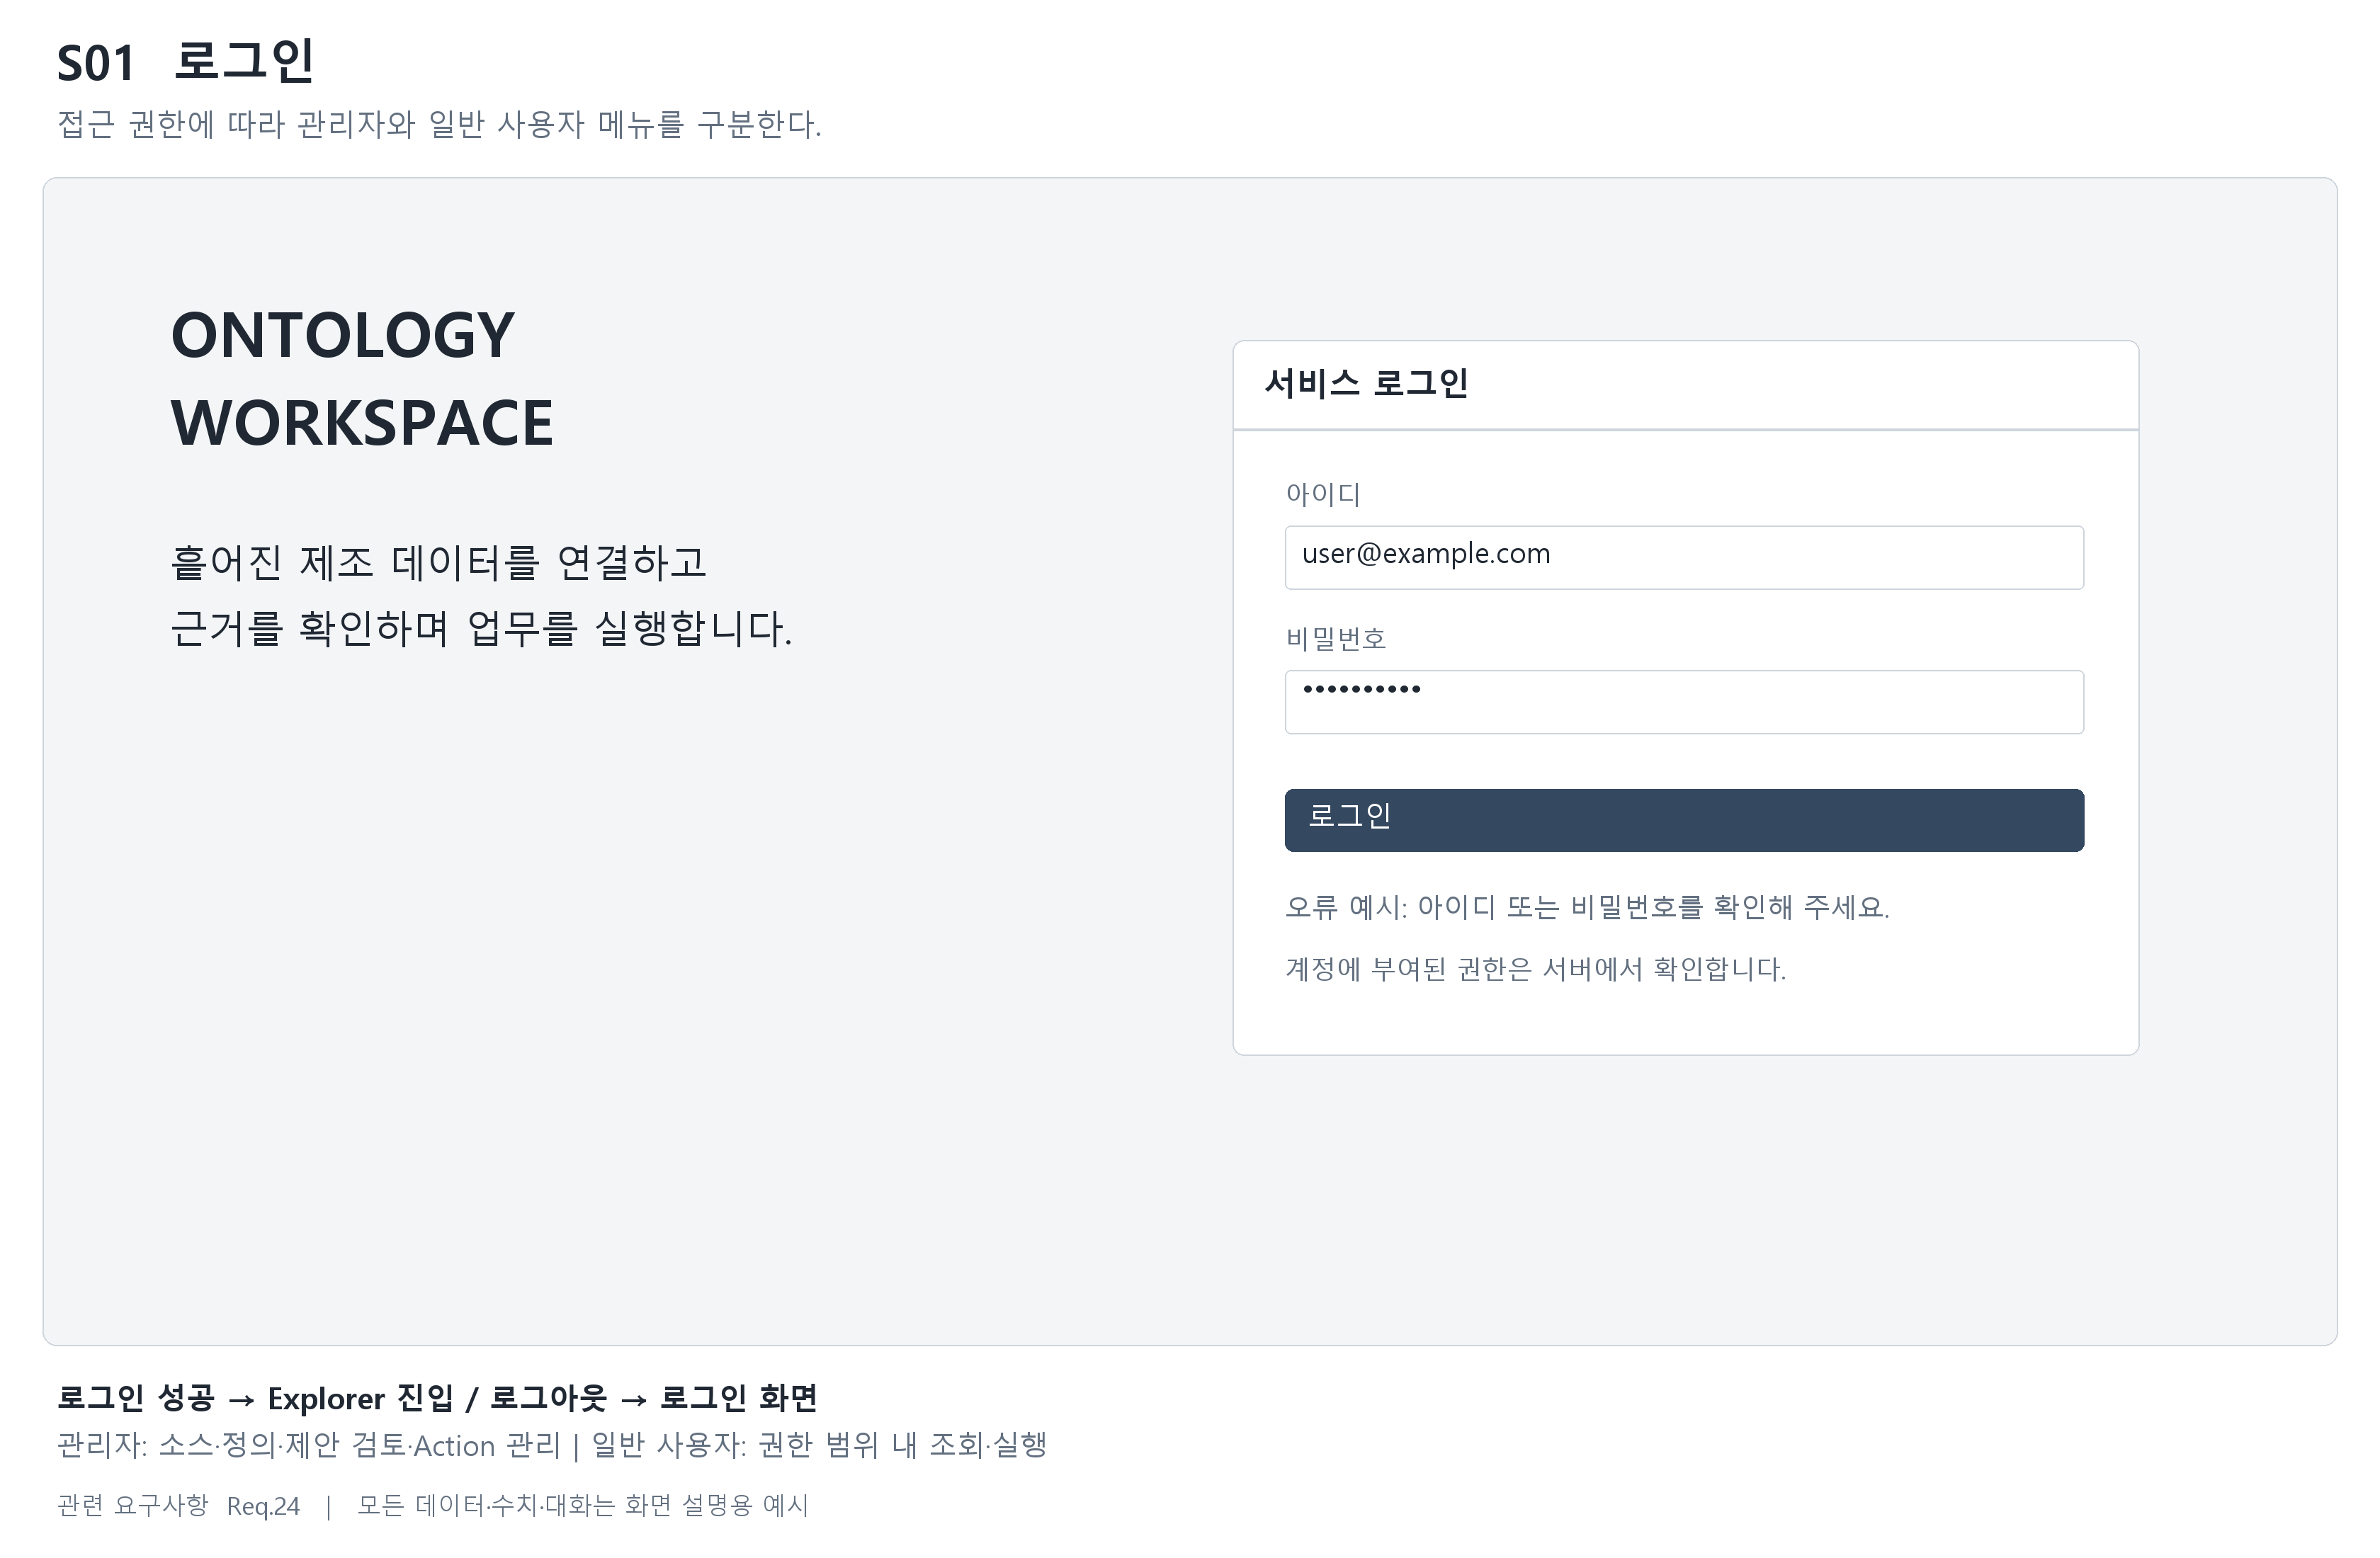 S01 로그인
접근 권한에 따라 관리자와 일반 사용자 메뉴를 구분한다.
ONTOLOGY
WORKSPACE
흩어진 제조 데이터를 연결하고
근거를 확인하며 업무를 실행합니다.
서비스 로그인
아이디
user@example.com
비밀번호
••••••••••
로그인
오류 예시: 아이디 또는 비밀번호를 확인해 주세요.
계정에 부여된 권한은 서버에서 확인합니다.
로그인 성공 → Explorer 진입 / 로그아웃 → 로그인 화면
관리자: 소스·정의·제안 검토·Action 관리 | 일반 사용자: 권한 범위 내 조회·실행
관련 요구사항 Req.24 | 모든 데이터·수치·대화는 화면 설명용 예시